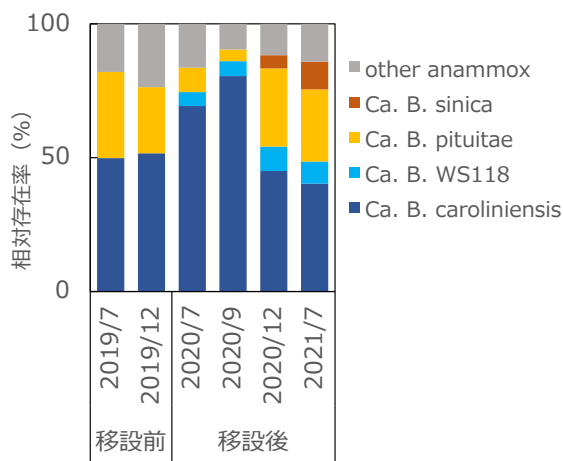 100
50
0
相対存在率（%）
other anammox
Ca. B. sinica
Ca. B. pituitae
Ca. B. WS118
Ca. B. caroliniensis
2019/7
2019/12
2020/7
2020/9
2020/12
2021/7
移設前
移設後